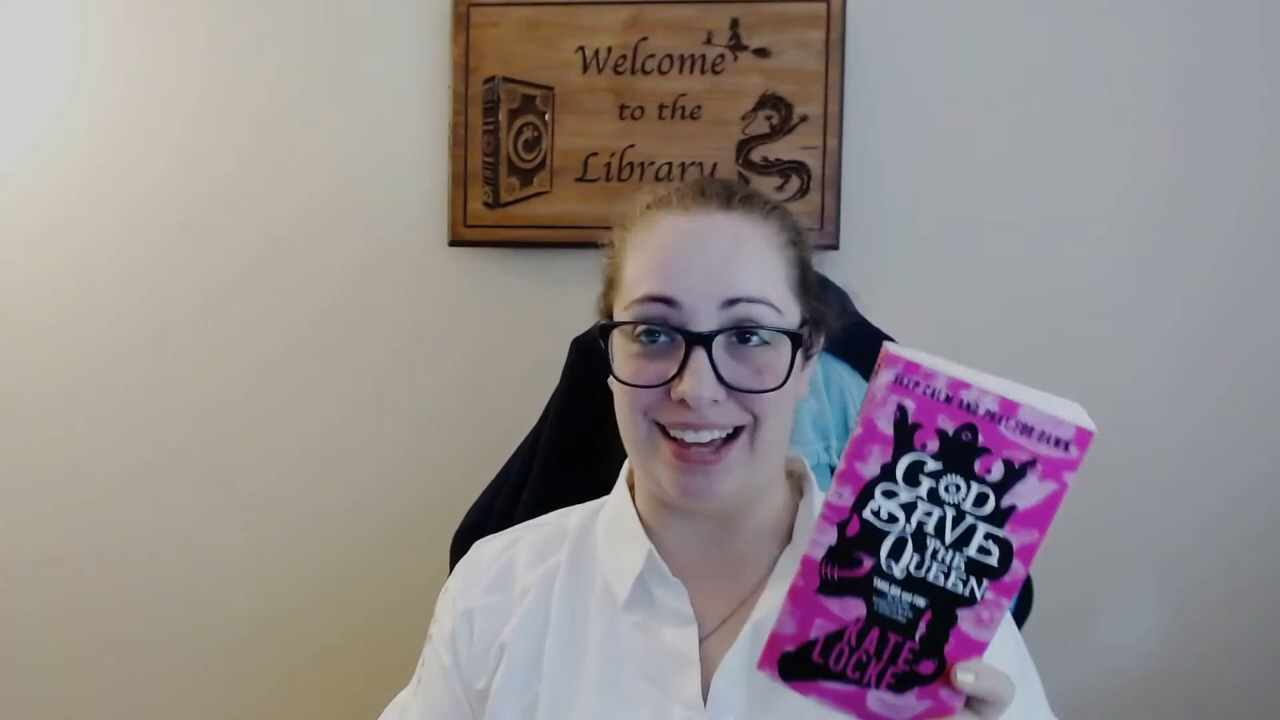 Welcome
to the
Library
KEEP CALM AND PRAY FOR DAWN
GOD
SAVE
THE
QUEEN
KATE
LOCKE